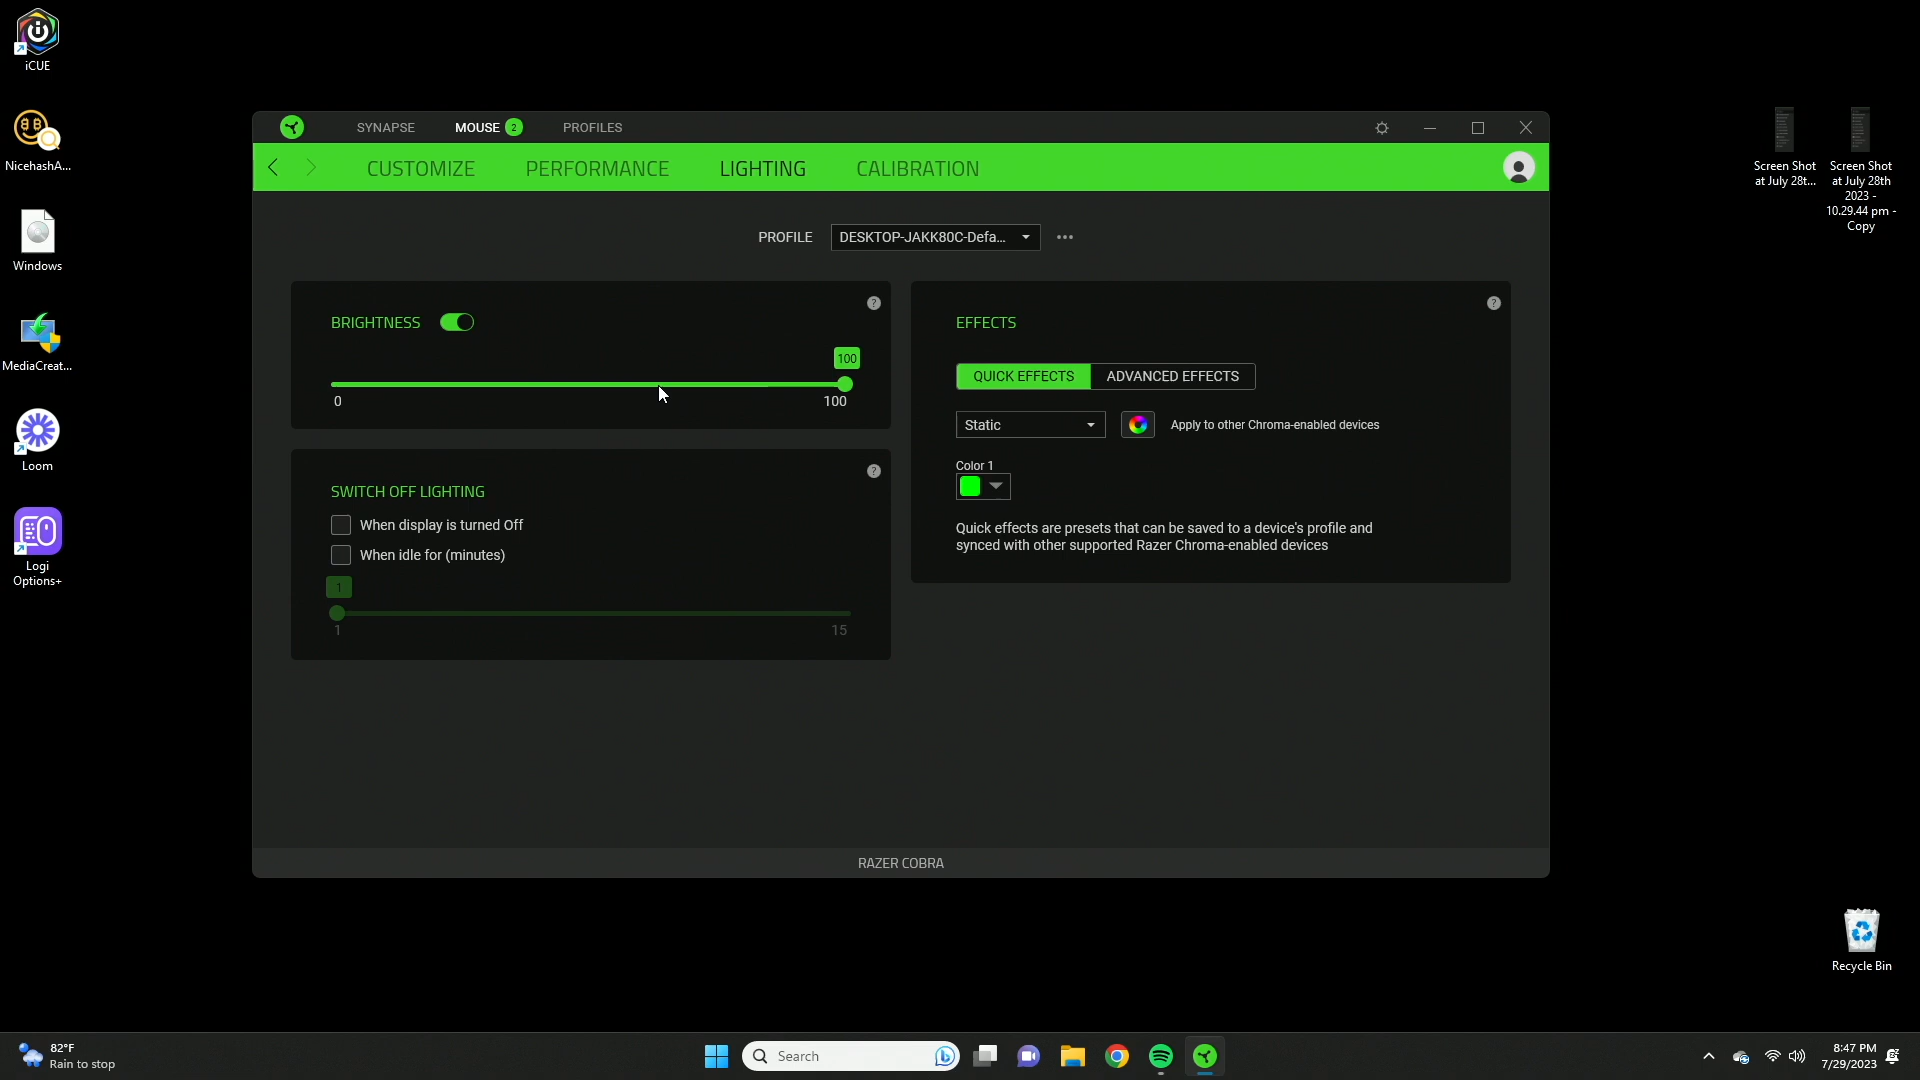 iCUE
NicehashA...
Windows
MediaCreat...
Loom
Logi
Options+
SYNAPSE
MOUSE 2
PROFILES
CUSTOMIZE
PERFORMANCE
LIGHTING
CALIBRATION
PROFILE
DESKTOP-JAKK80C-Defa...
BRIGHTNESS
?
100
0
100
SWITCH OFF LIGHTING
?
When display is turned Off
When idle for (minutes)
1
1
15
EFFECTS
?
QUICK EFFECTS
ADVANCED EFFECTS
Static
Apply to other Chroma-enabled devices
Color 1
Quick effects are presets that can be saved to a device's profile and
synced with other supported Razer Chroma-enabled devices
RAZER COBRA
Screen Shot
at July 28t...
Screen Shot
at July 28th
2023 -
10.29.44 pm -
Copy
Recycle Bin
82°F
Rain to stop
Search
8:47 PM
7/29/2023